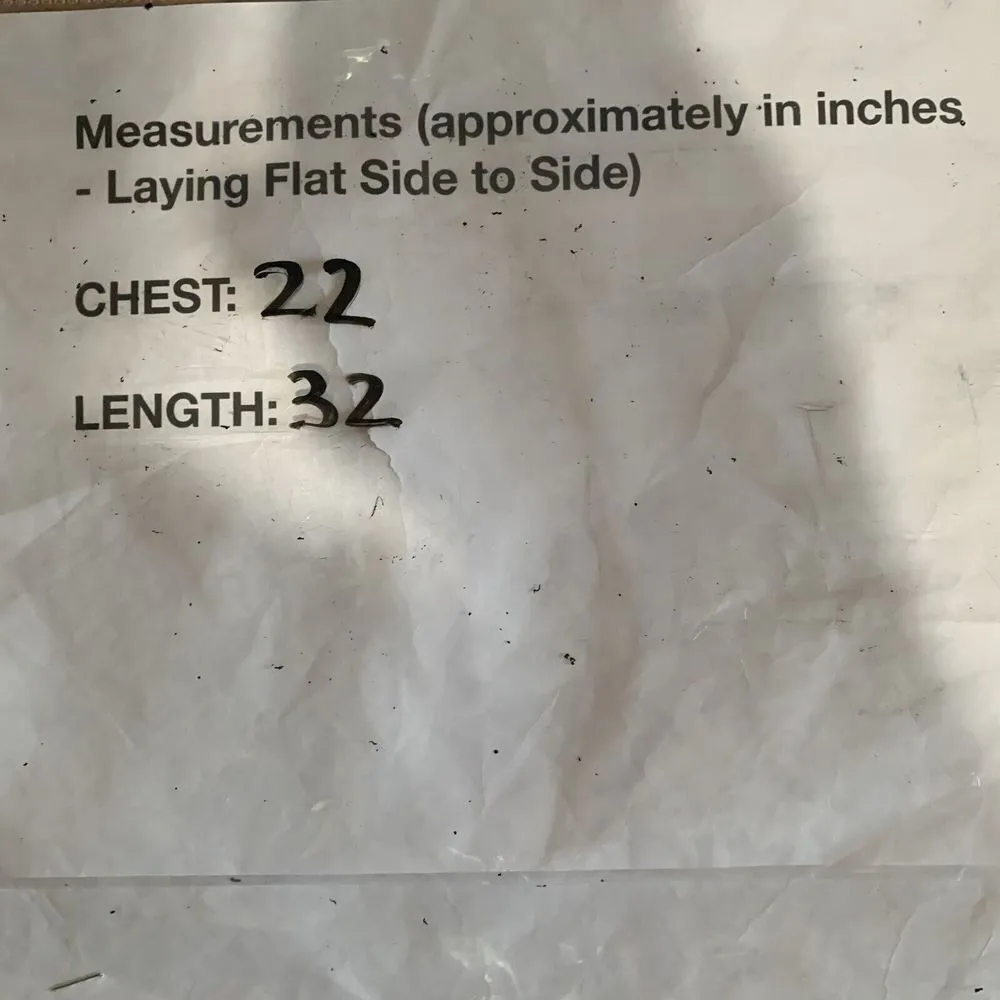 Measurements (approximately in inches
- Laying Flat Side to Side)
CHEST: 22
LENGTH: 32